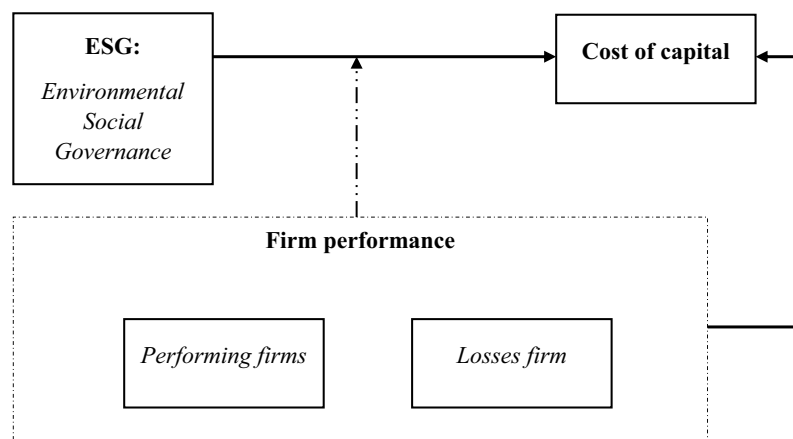 ESG:
Environmental
Social
Governance
Cost of capital
Firm performance
Performing firms
Losses firm